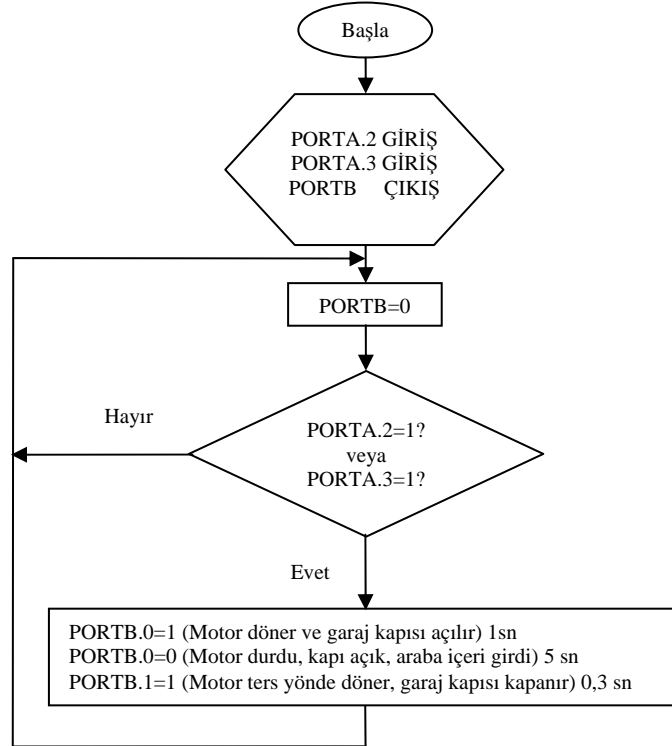 Başla
PORTA.2 GİRİŞ
PORTA.3 GİRİŞ
PORTB ÇIKIŞ
PORTB=0
Hayır
PORTA.2=1?
veya
PORTA.3=1?
Evet
PORTB.0=1 (Motor döner ve garaj kapısı açılır) 1sn
PORTB.0=0 (Motor durdu, kapı açık, araba içeri girdi) 5 sn
PORTB.1=1 (Motor ters yönde döner, garaj kapısı kapanır) 0,3 sn